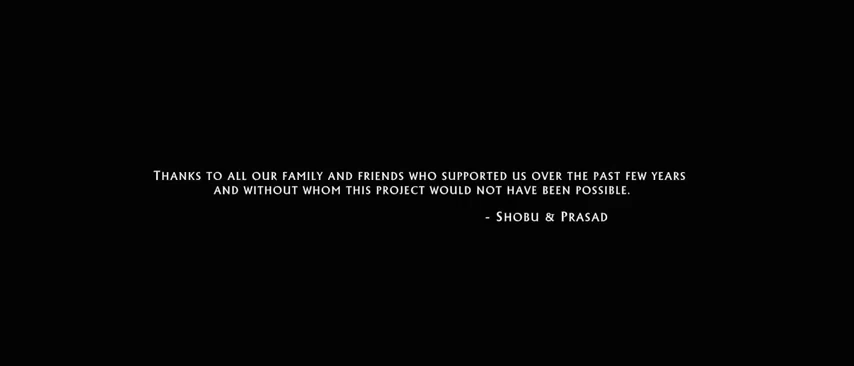 Thanks to all our family and friends who supported us over the past few years
and without whom this project would not have been possible.
- Shobu & Prasad